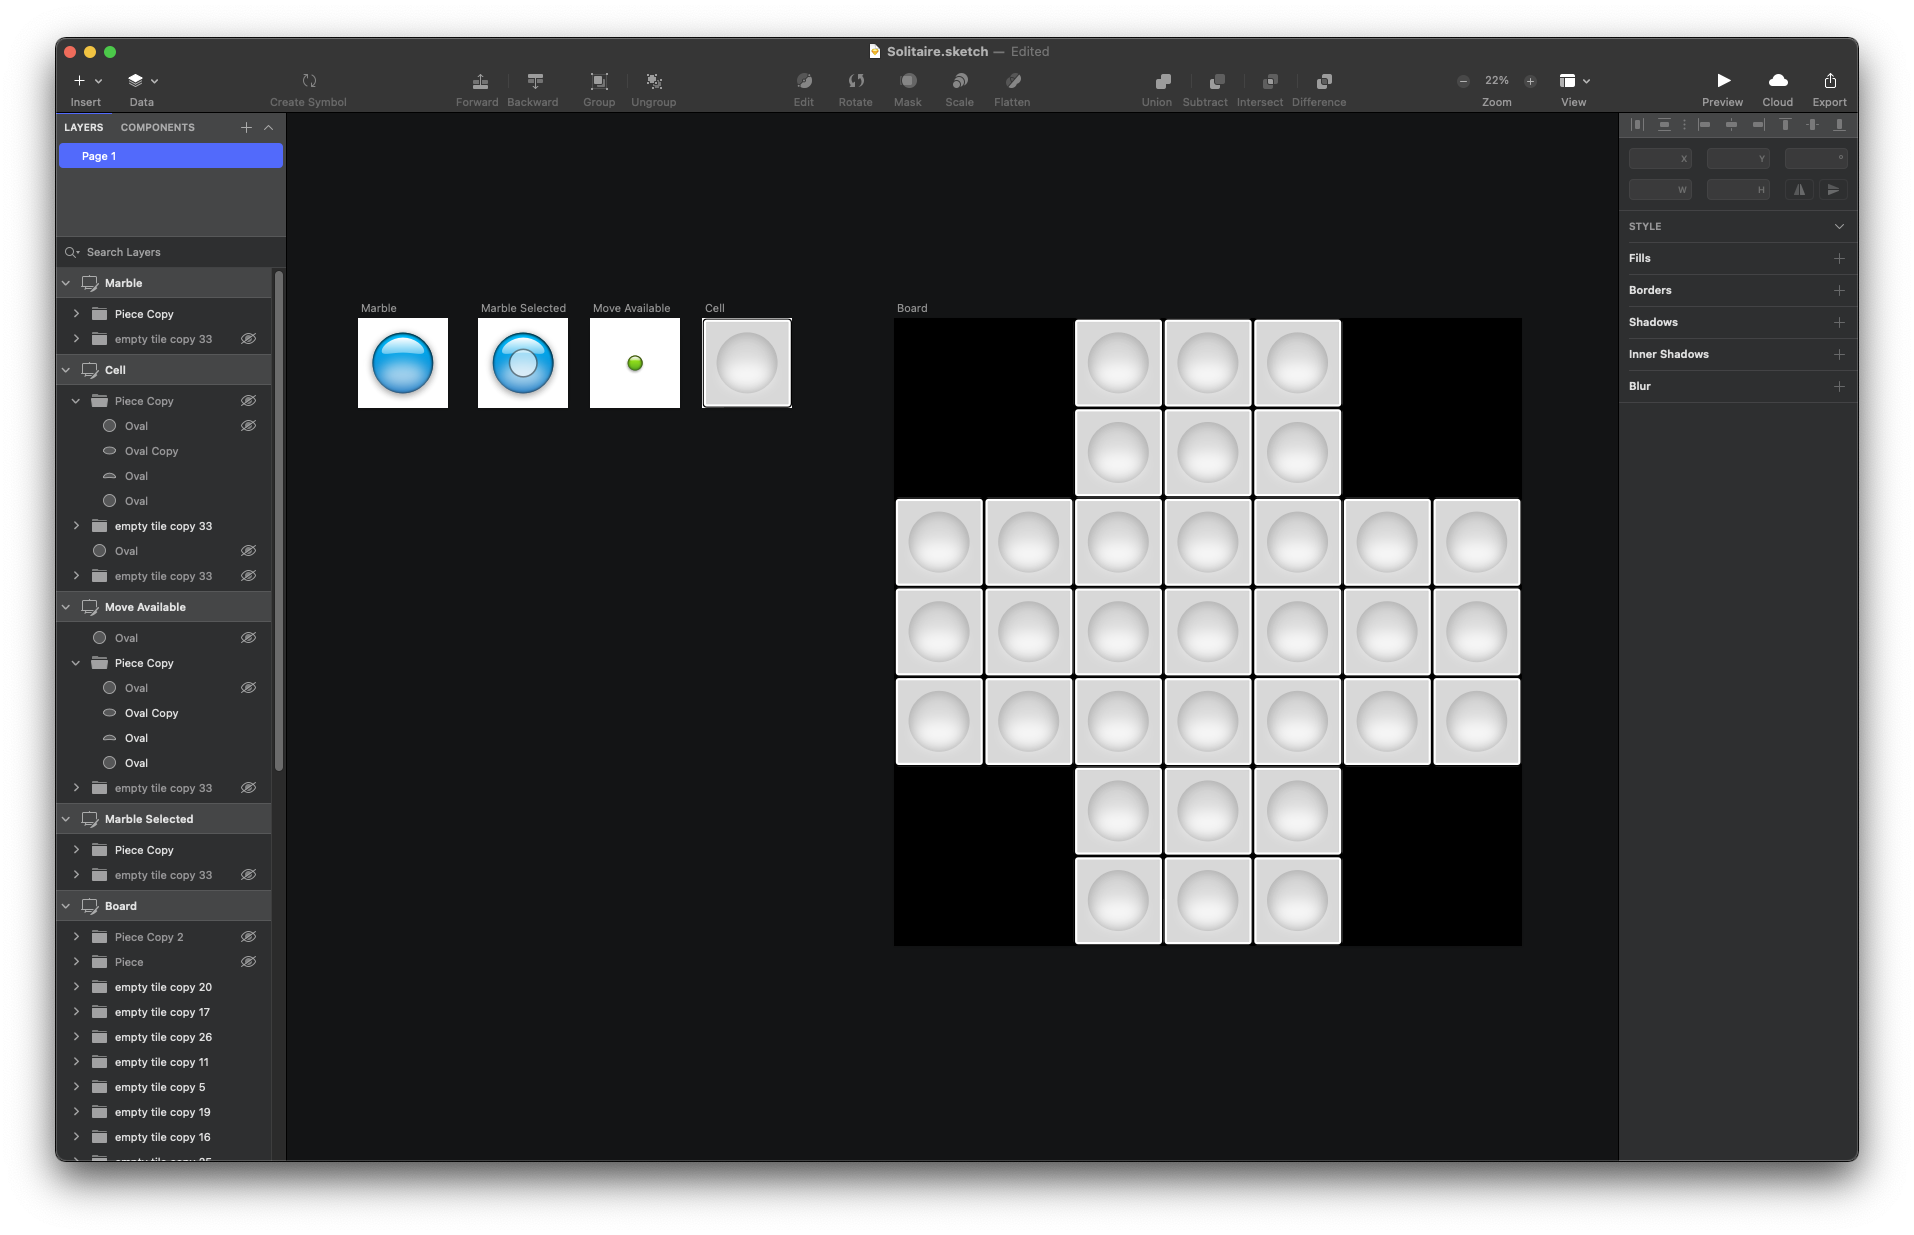 Solitaire.sketch — Edited
Insert
Data
Create Symbol
Forward
Backward
Group
Ungroup
Edit
Rotate
Mask
Scale
Flatten
Union
Subtract
Intersect
Difference
22%
Zoom
View
Preview
Cloud
Export
LAYERS
COMPONENTS
Page 1
Search Layers
Marble
Piece Copy
empty tile copy 33
Cell
Piece Copy
Oval
Oval Copy
Oval
Oval
empty tile copy 33
Oval
empty tile copy 33
Move Available
Oval
Piece Copy
Oval
Oval Copy
Oval
Oval
empty tile copy 33
Marble Selected
Piece Copy
empty tile copy 33
Board
Piece Copy 2
Piece
empty tile copy 20
empty tile copy 17
empty tile copy 26
empty tile copy 11
empty tile copy 5
empty tile copy 19
empty tile copy 16
Marble
Marble Selected
Move Available
Cell
Board
X
Y
°
W
H
STYLE
Fills
Borders
Shadows
Inner Shadows
Blur